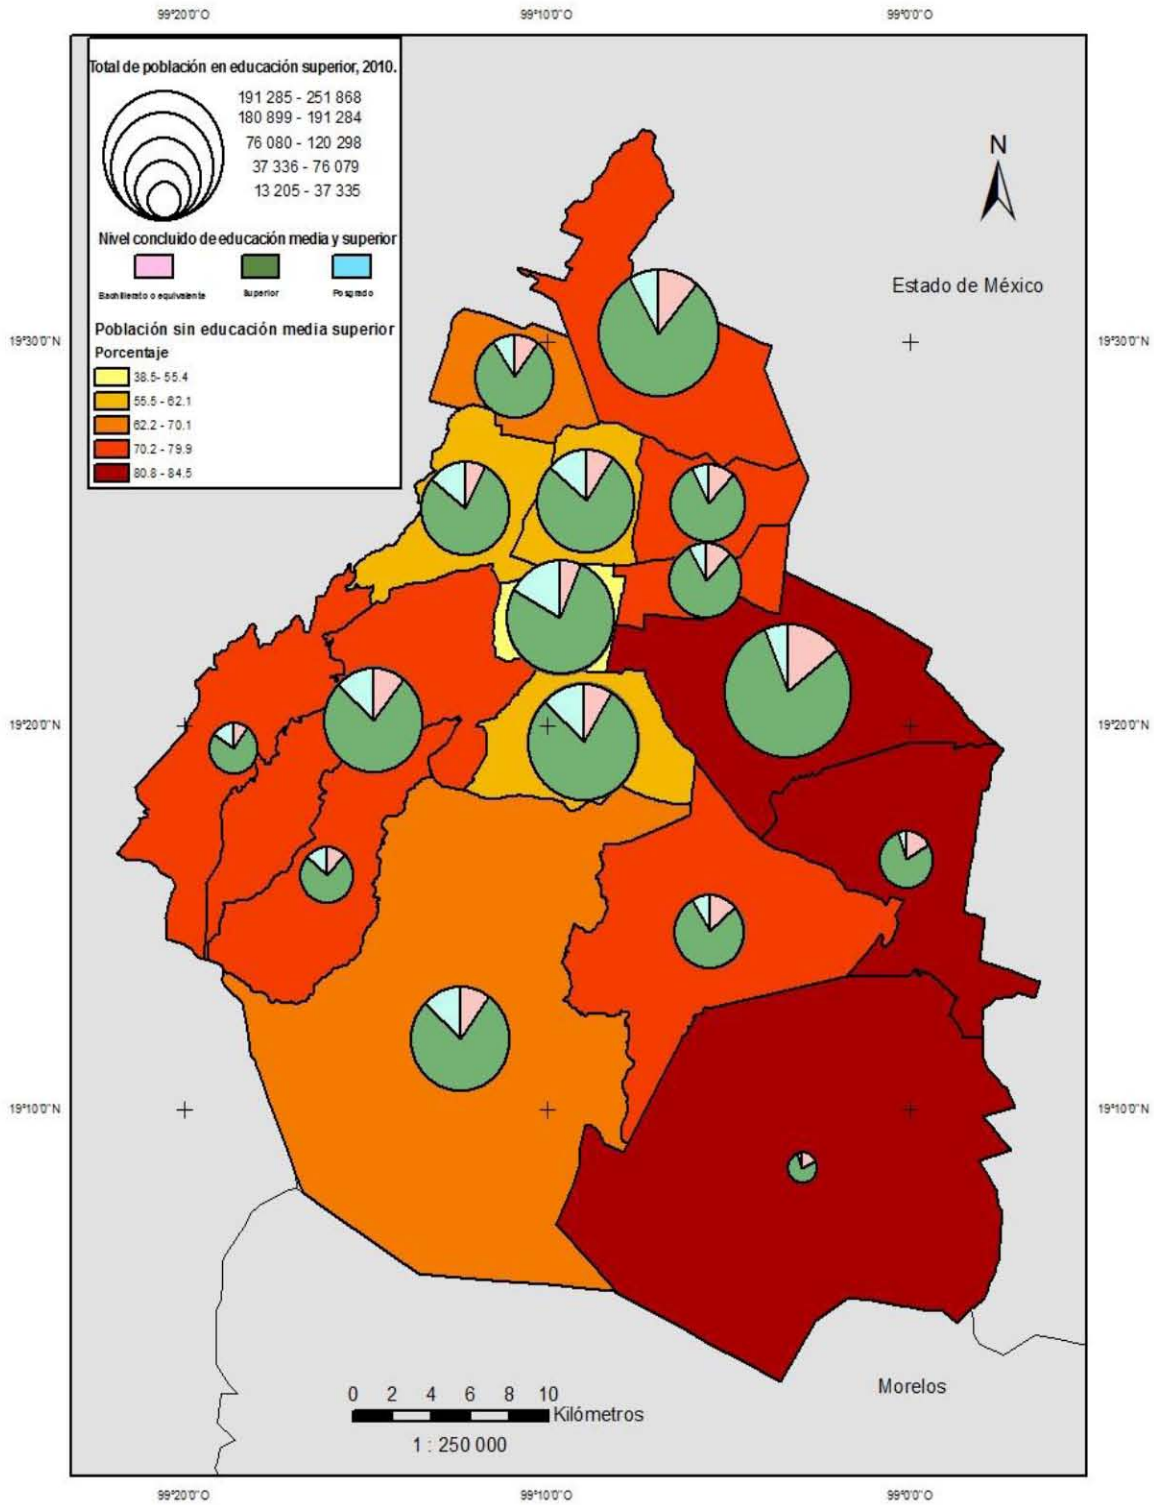 99°20'0"O 99°10'0"O 99°0'0"O
Total de población en educación superior, 2010.
191 285 - 251 868
180 899 - 191 284
76 080 - 120 298
37 336 - 76 079
13 205 - 37 335
Nivel concluido de educación media y superior
Bachillerato o equivalente Superior Posgrado
Población sin educación media superior
Porcentaje
38.5- 55.4
55.5 - 62.1
62.2 - 70.1
70.2 - 79.9
80.8 - 84.5
N
Estado de México
19°30'0"N 19°30'0"N
19°20'0"N 19°20'0"N
19°10'0"N 19°10'0"N
Morelos
0 2 4 6 8 10
Kilómetros
1 : 250 000
99°20'0"O 99°10'0"O 99°0'0"O